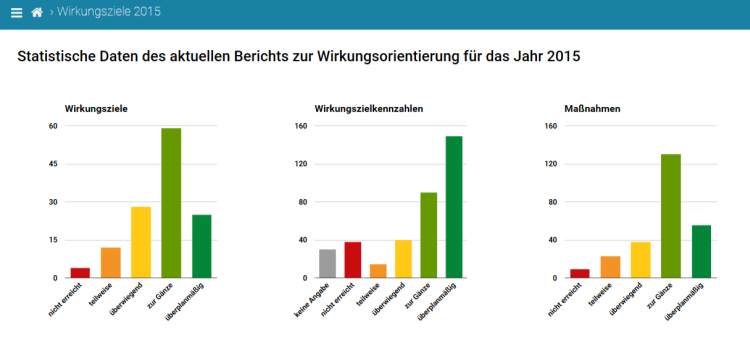 › Wirkungsziele 2015
Statistische Daten des aktuellen Berichts zur Wirkungsorientierung für das Jahr 2015
Wirkungsziele
60
45
30
15
0
nicht erreicht
teilweise
überwiegend
zur Gänze
überplanmäßig
Wirkungszielkennzahlen
160
120
80
40
0
keine Angabe
nicht erreicht
teilweise
überwiegend
zur Gänze
überplanmäßig
Maßnahmen
160
120
80
40
0
nicht erreicht
teilweise
überwiegend
zur Gänze
überplanmäßig